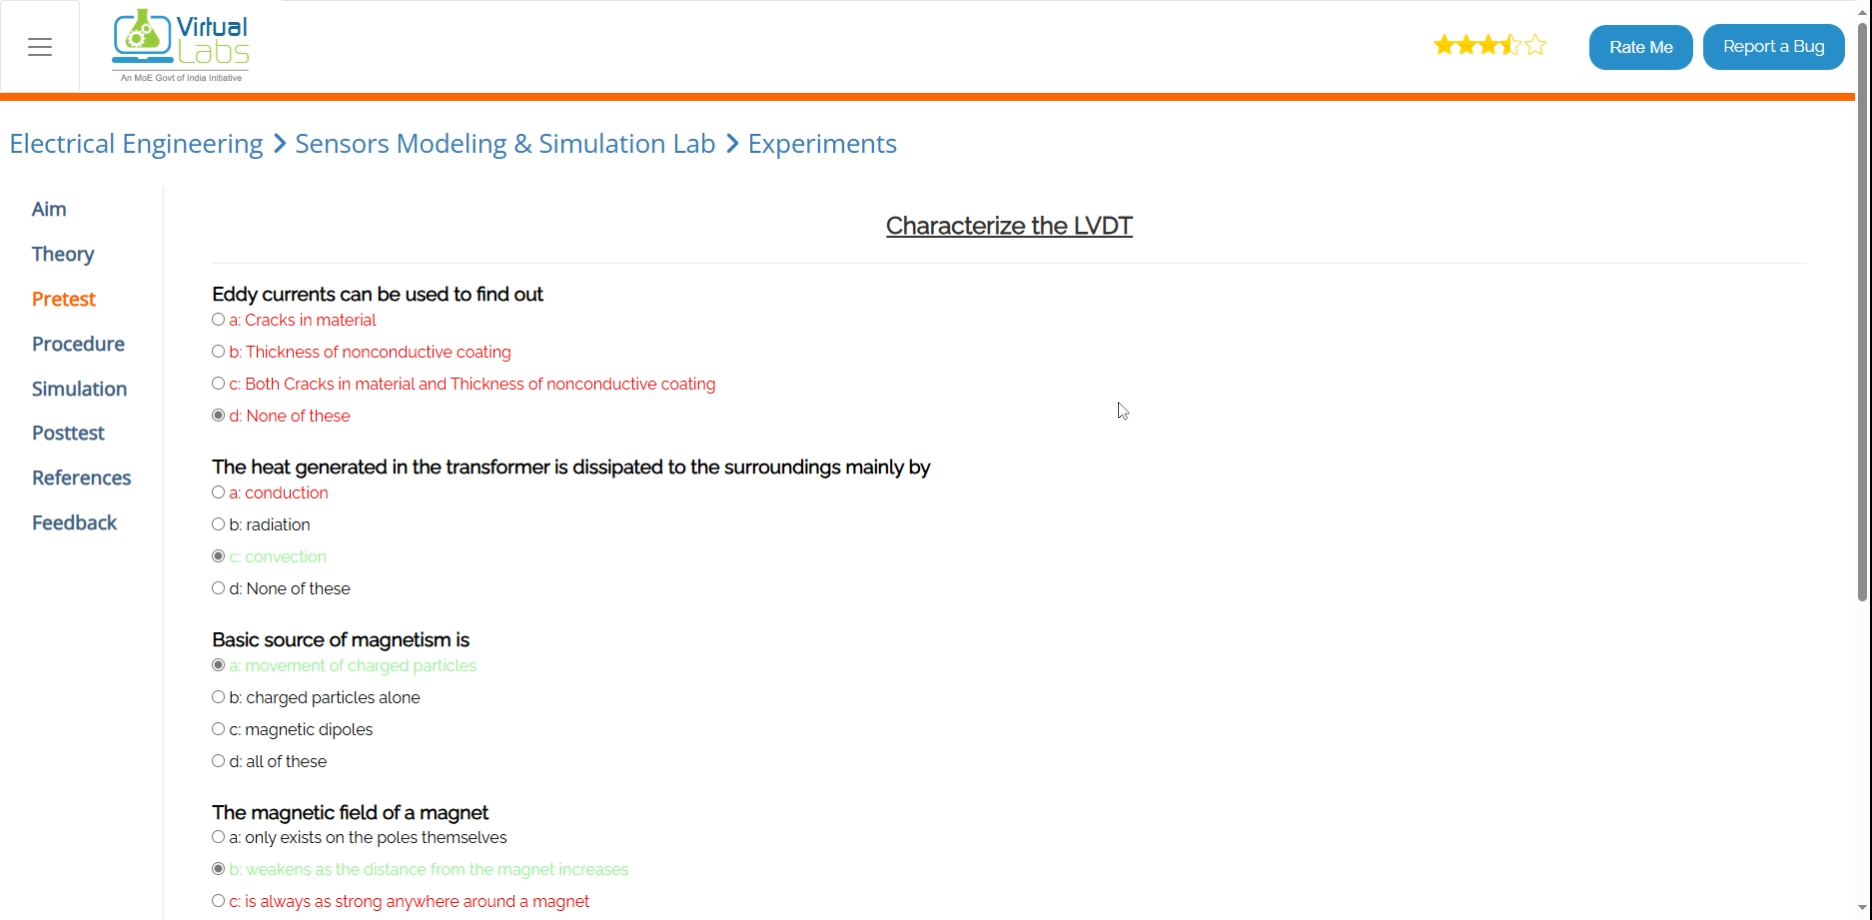 Virtual
Labs
An MoE Govt of India Initiative
Rate Me
Report a Bug
Electrical Engineering > Sensors Modeling & Simulation Lab > Experiments
Aim
Theory
Pretest
Procedure
Simulation
Posttest
References
Feedback
Characterize the LVDT
Eddy currents can be used to find out
a: Cracks in material
b: Thickness of nonconductive coating
c: Both Cracks in material and Thickness of nonconductive coating
d: None of these
The heat generated in the transformer is dissipated to the surroundings mainly by
a: conduction
b: radiation
c: convection
d: None of these
Basic source of magnetism is
a: movement of charged particles
b: charged particles alone
c: magnetic dipoles
d: all of these
The magnetic field of a magnet
a: only exists on the poles themselves
b: weakens as the distance from the magnet increases
c: is always as strong anywhere around a magnet